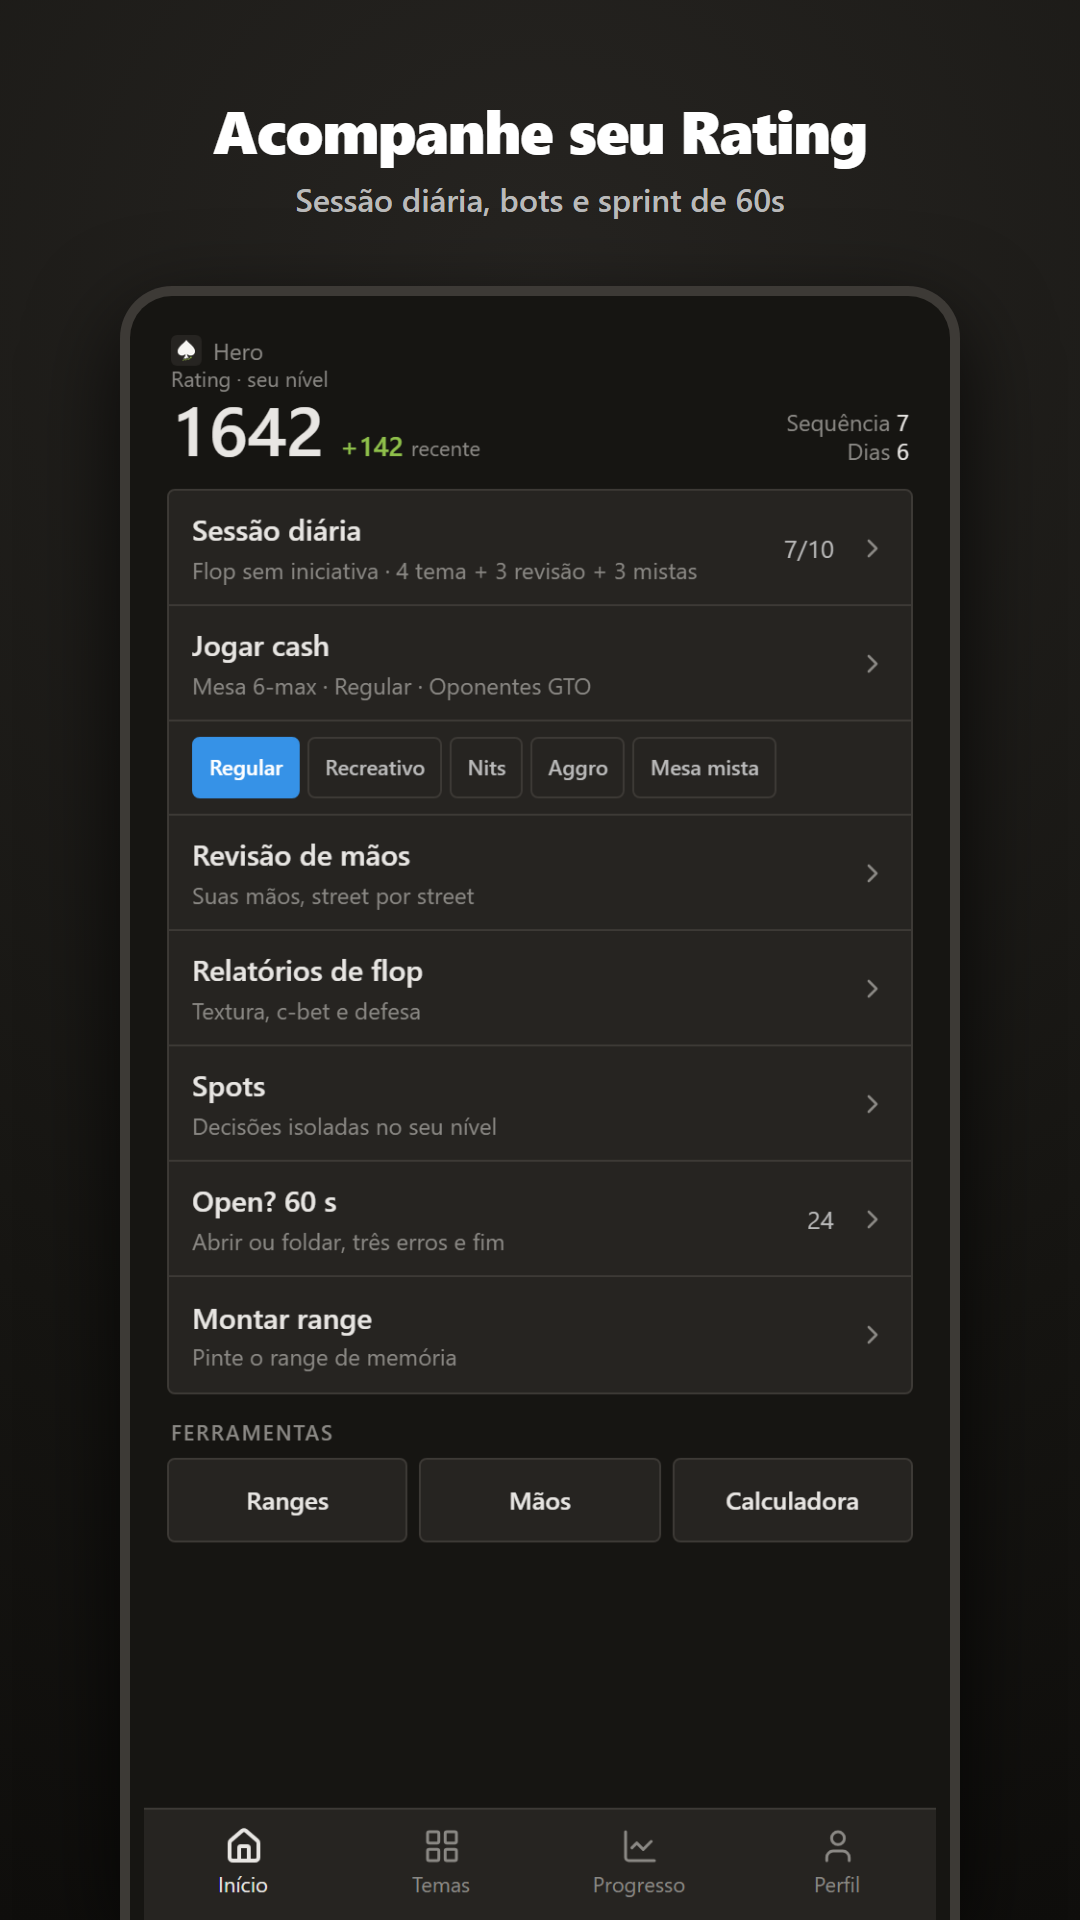 Acompanhe seu Rating
Sessão diária, bots e sprint de 60s
Hero
Rating · seu nível
1642 +142 recente
Sequência 7
Dias 6
Sessão diária
Flop sem iniciativa · 4 tema + 3 revisão + 3 mistas
7/10
Jogar cash
Mesa 6-max · Regular · Oponentes GTO
Regular Recreativo Nits Aggro Mesa mista
Revisão de mãos
Suas mãos, street por street
Relatórios de flop
Textura, c-bet e defesa
Spots
Decisões isoladas no seu nível
Open? 60 s
Abrir ou foldar, três erros e fim
24
Montar range
Pinte o range de memória
FERRAMENTAS
Ranges Mãos Calculadora
Início Temas Progresso Perfil